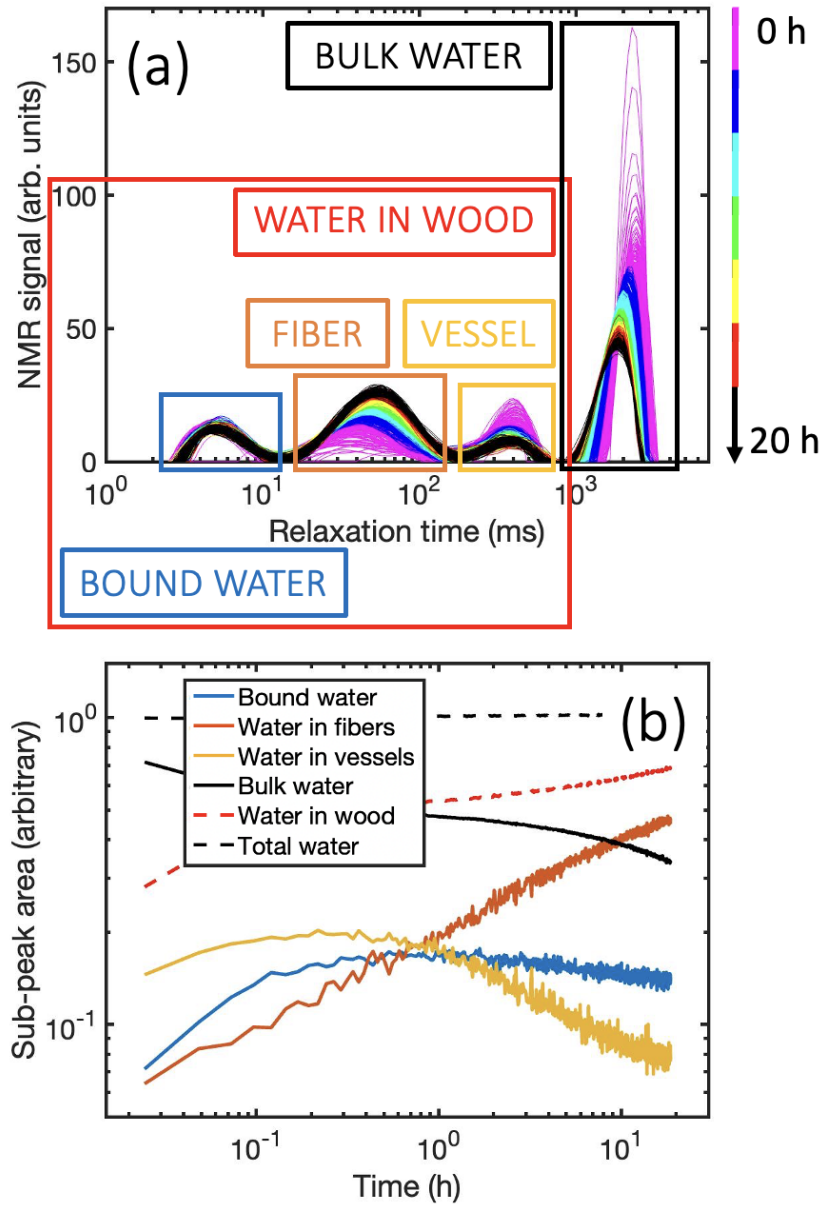 (a)
BULK WATER
0 h
WATER IN WOOD
FIBER
VESSEL
20 h
BOUND WATER
NMR signal (arb. units)
150
100
50
0
10^0
10^1
10^2
10^3
Relaxation time (ms)
(b)
Bound water
Water in fibers
Water in vessels
Bulk water
Water in wood
Total water
Sub-peak area (arbitrary)
10^0
10^-1
10^-1
10^0
10^1
Time (h)